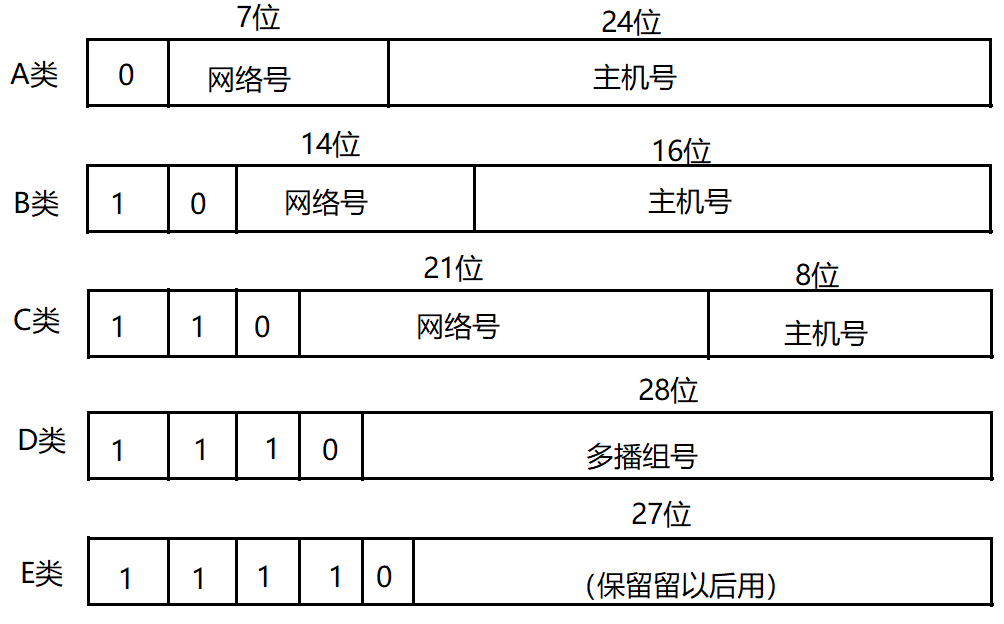 7位 24位
A类 0 网络号 主机号
14位 16位
B类 1 0 网络号 主机号
21位 8位
C类 1 1 0 网络号 主机号
28位
D类 1 1 1 0 多播组号
27位
E类 1 1 1 1 0 (保留留以后用)